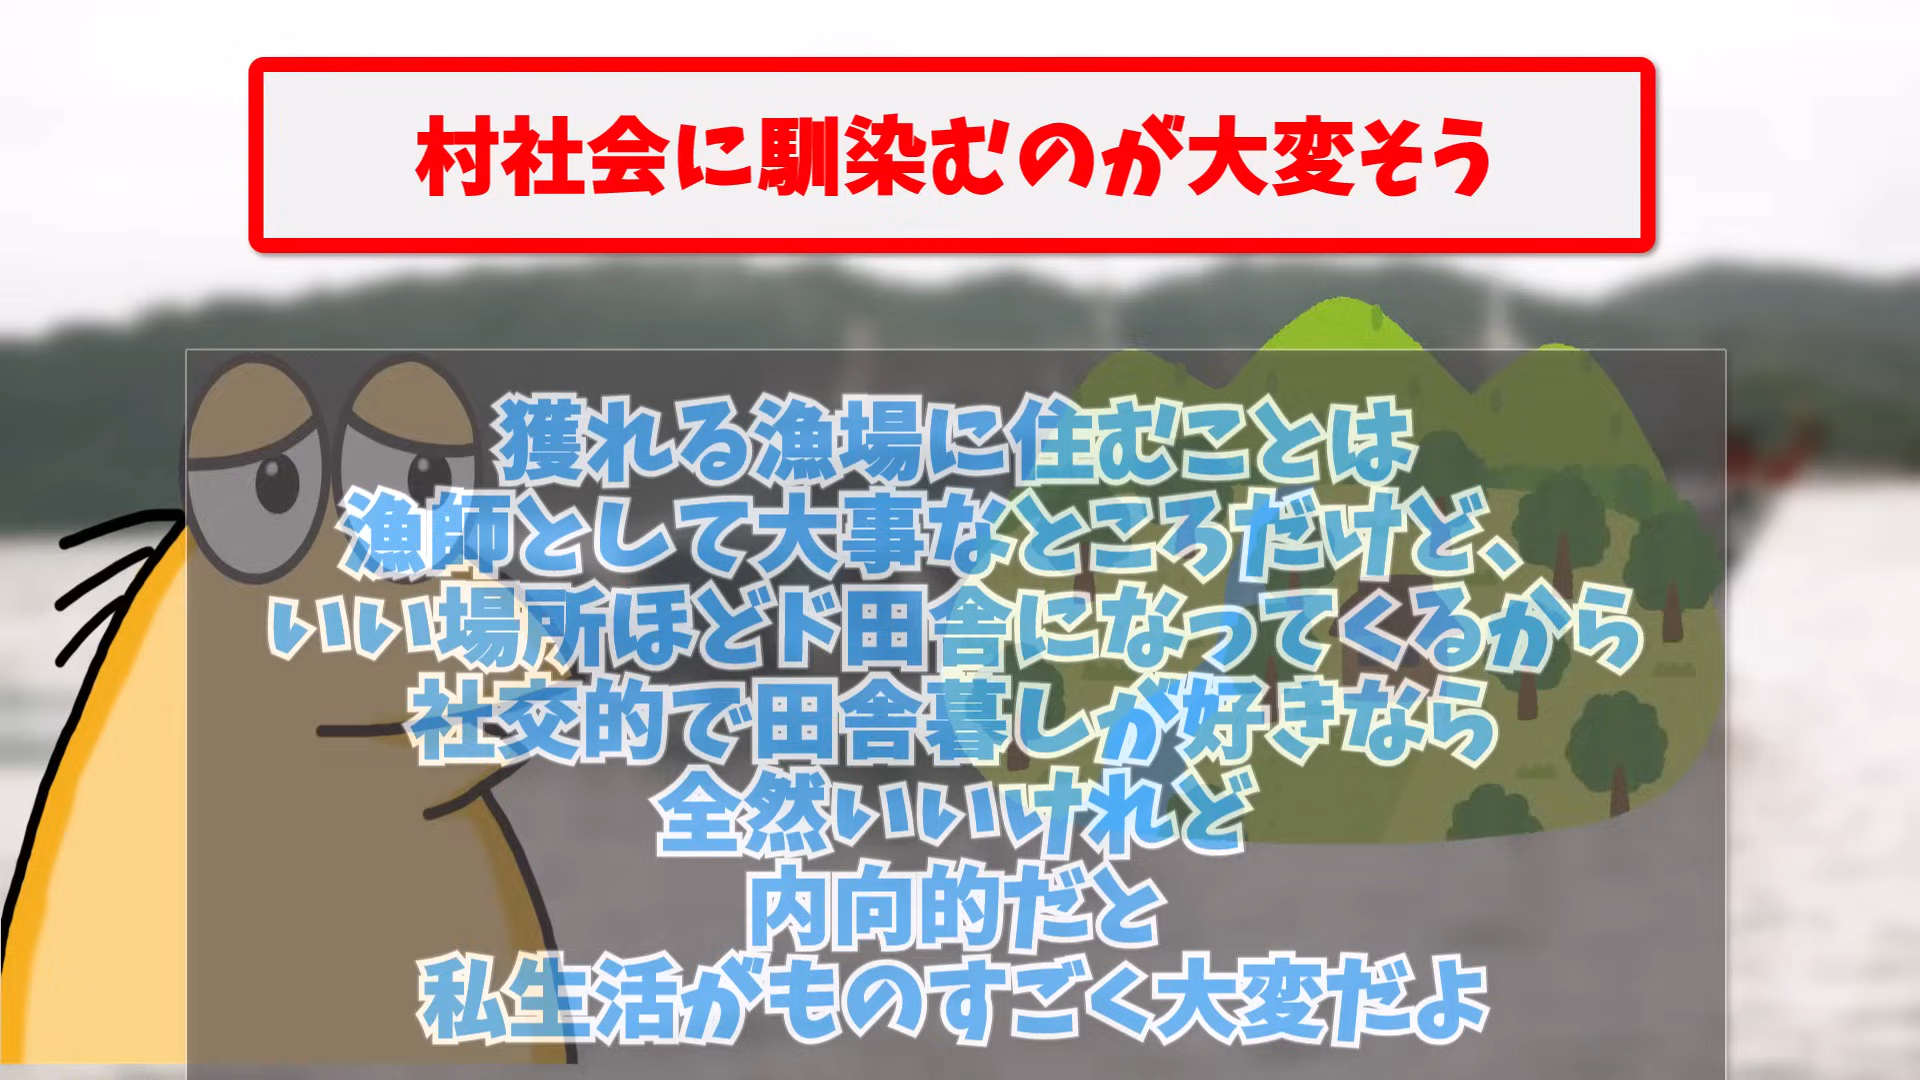 村社会に馴染むのが大変そう
獲れる漁場に住むことは
漁師として大事なところだけど、
いい場所ほどド田舎になってくるから
社交的で田舎暮しが好きなら
全然いいけれど
内向的だと
私生活がものすごく大変だよ